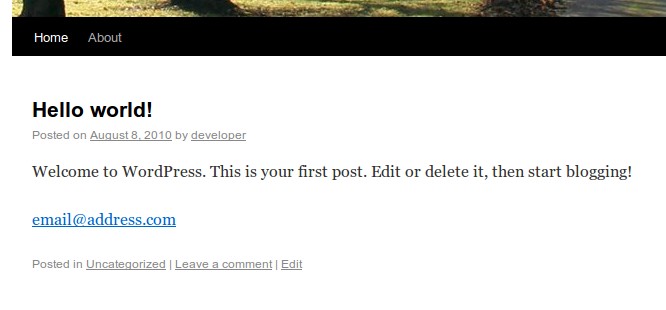 Home About
Hello world!
Posted on August 8, 2010 by developer
Welcome to WordPress. This is your first post. Edit or delete it, then start blogging!
email@address.com
Posted in Uncategorized | Leave a comment | Edit